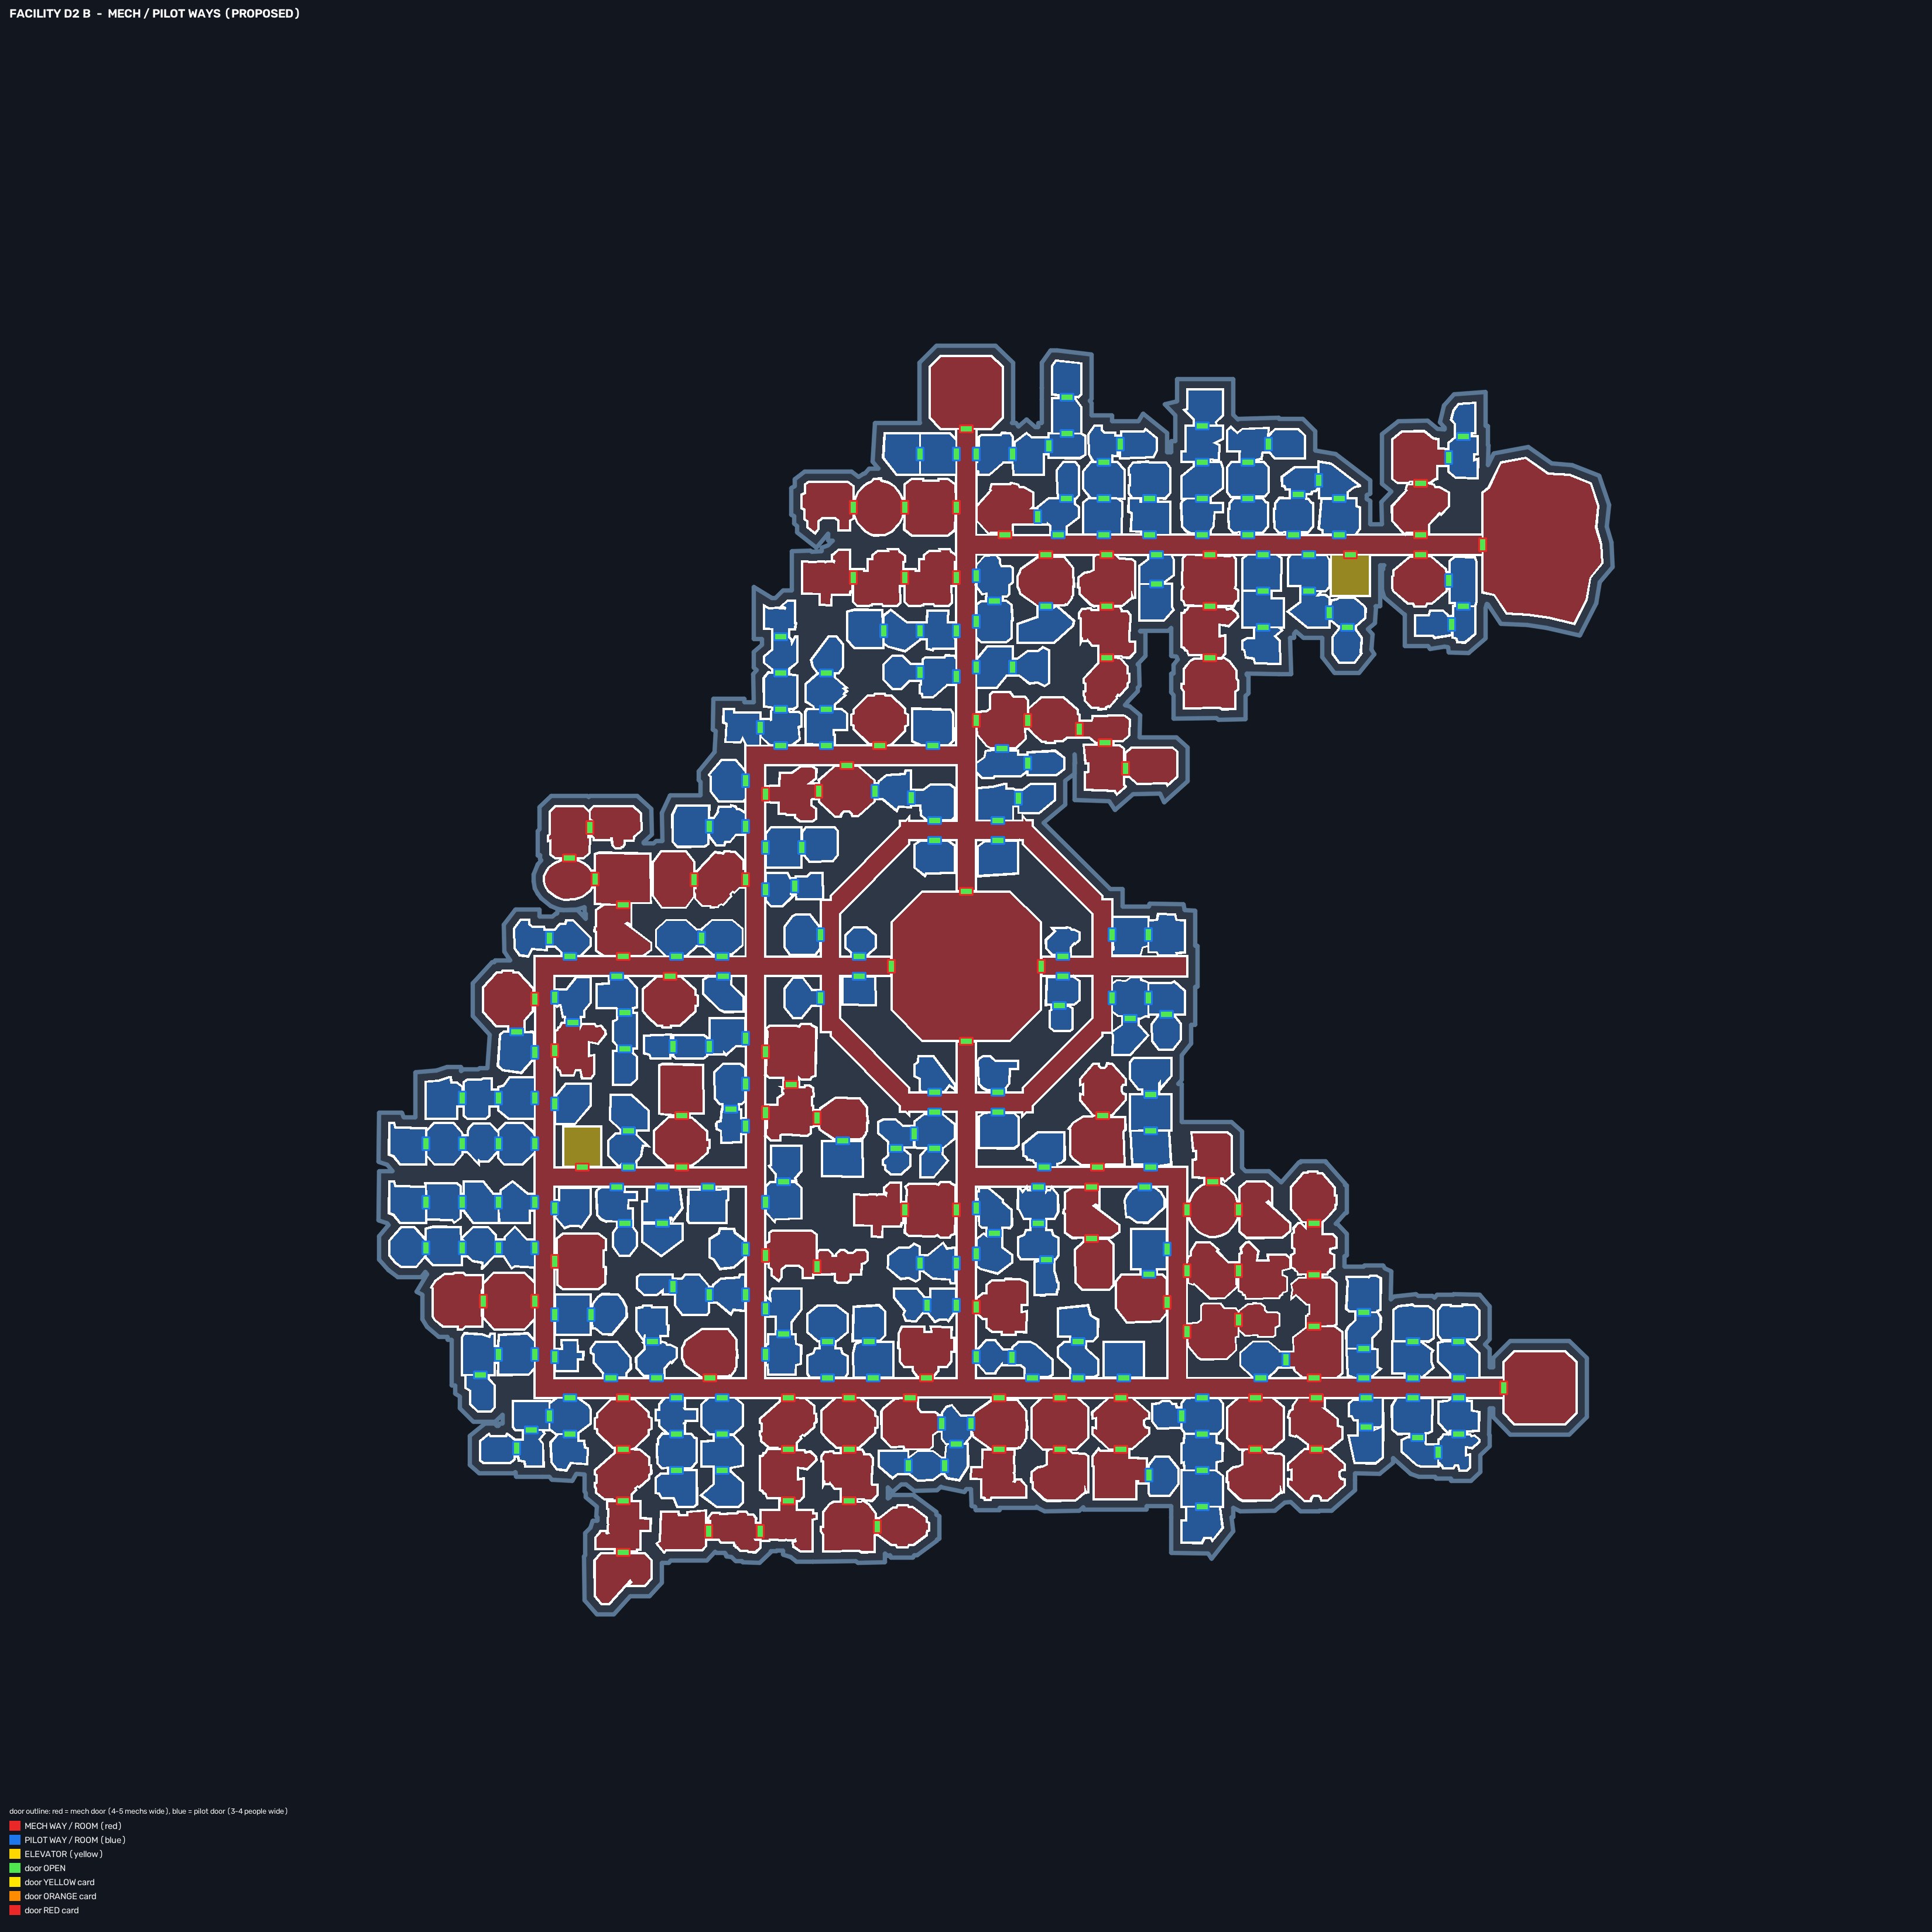 FACILITY D2 B - MECH / PILOT WAYS (PROPOSED)
door outline: red = mech door (4-5 mechs wide), blue = pilot door (3-4 people wide)
MECH WAY / ROOM (red)
PILOT WAY / ROOM (blue)
ELEVATOR (yellow)
door OPEN
door YELLOW card
door ORANGE card
door RED card